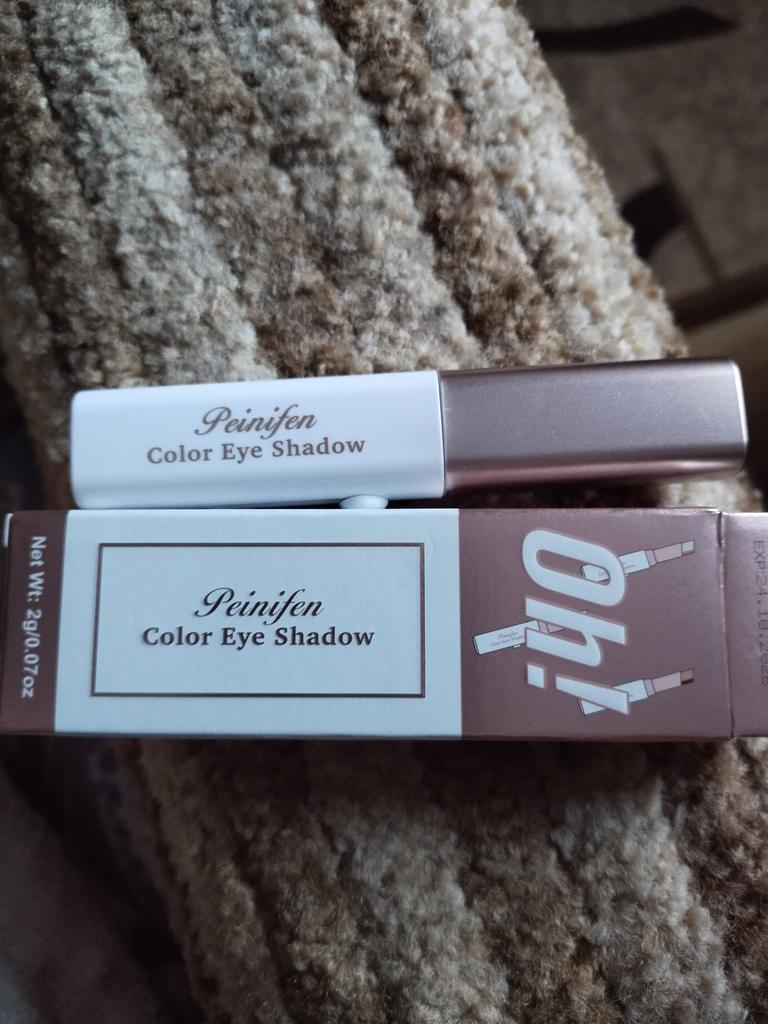 Peinifen
Color Eye Shadow
Net Wt: 2g/0.07oz
Peinifen
Color Eye Shadow
Oh!